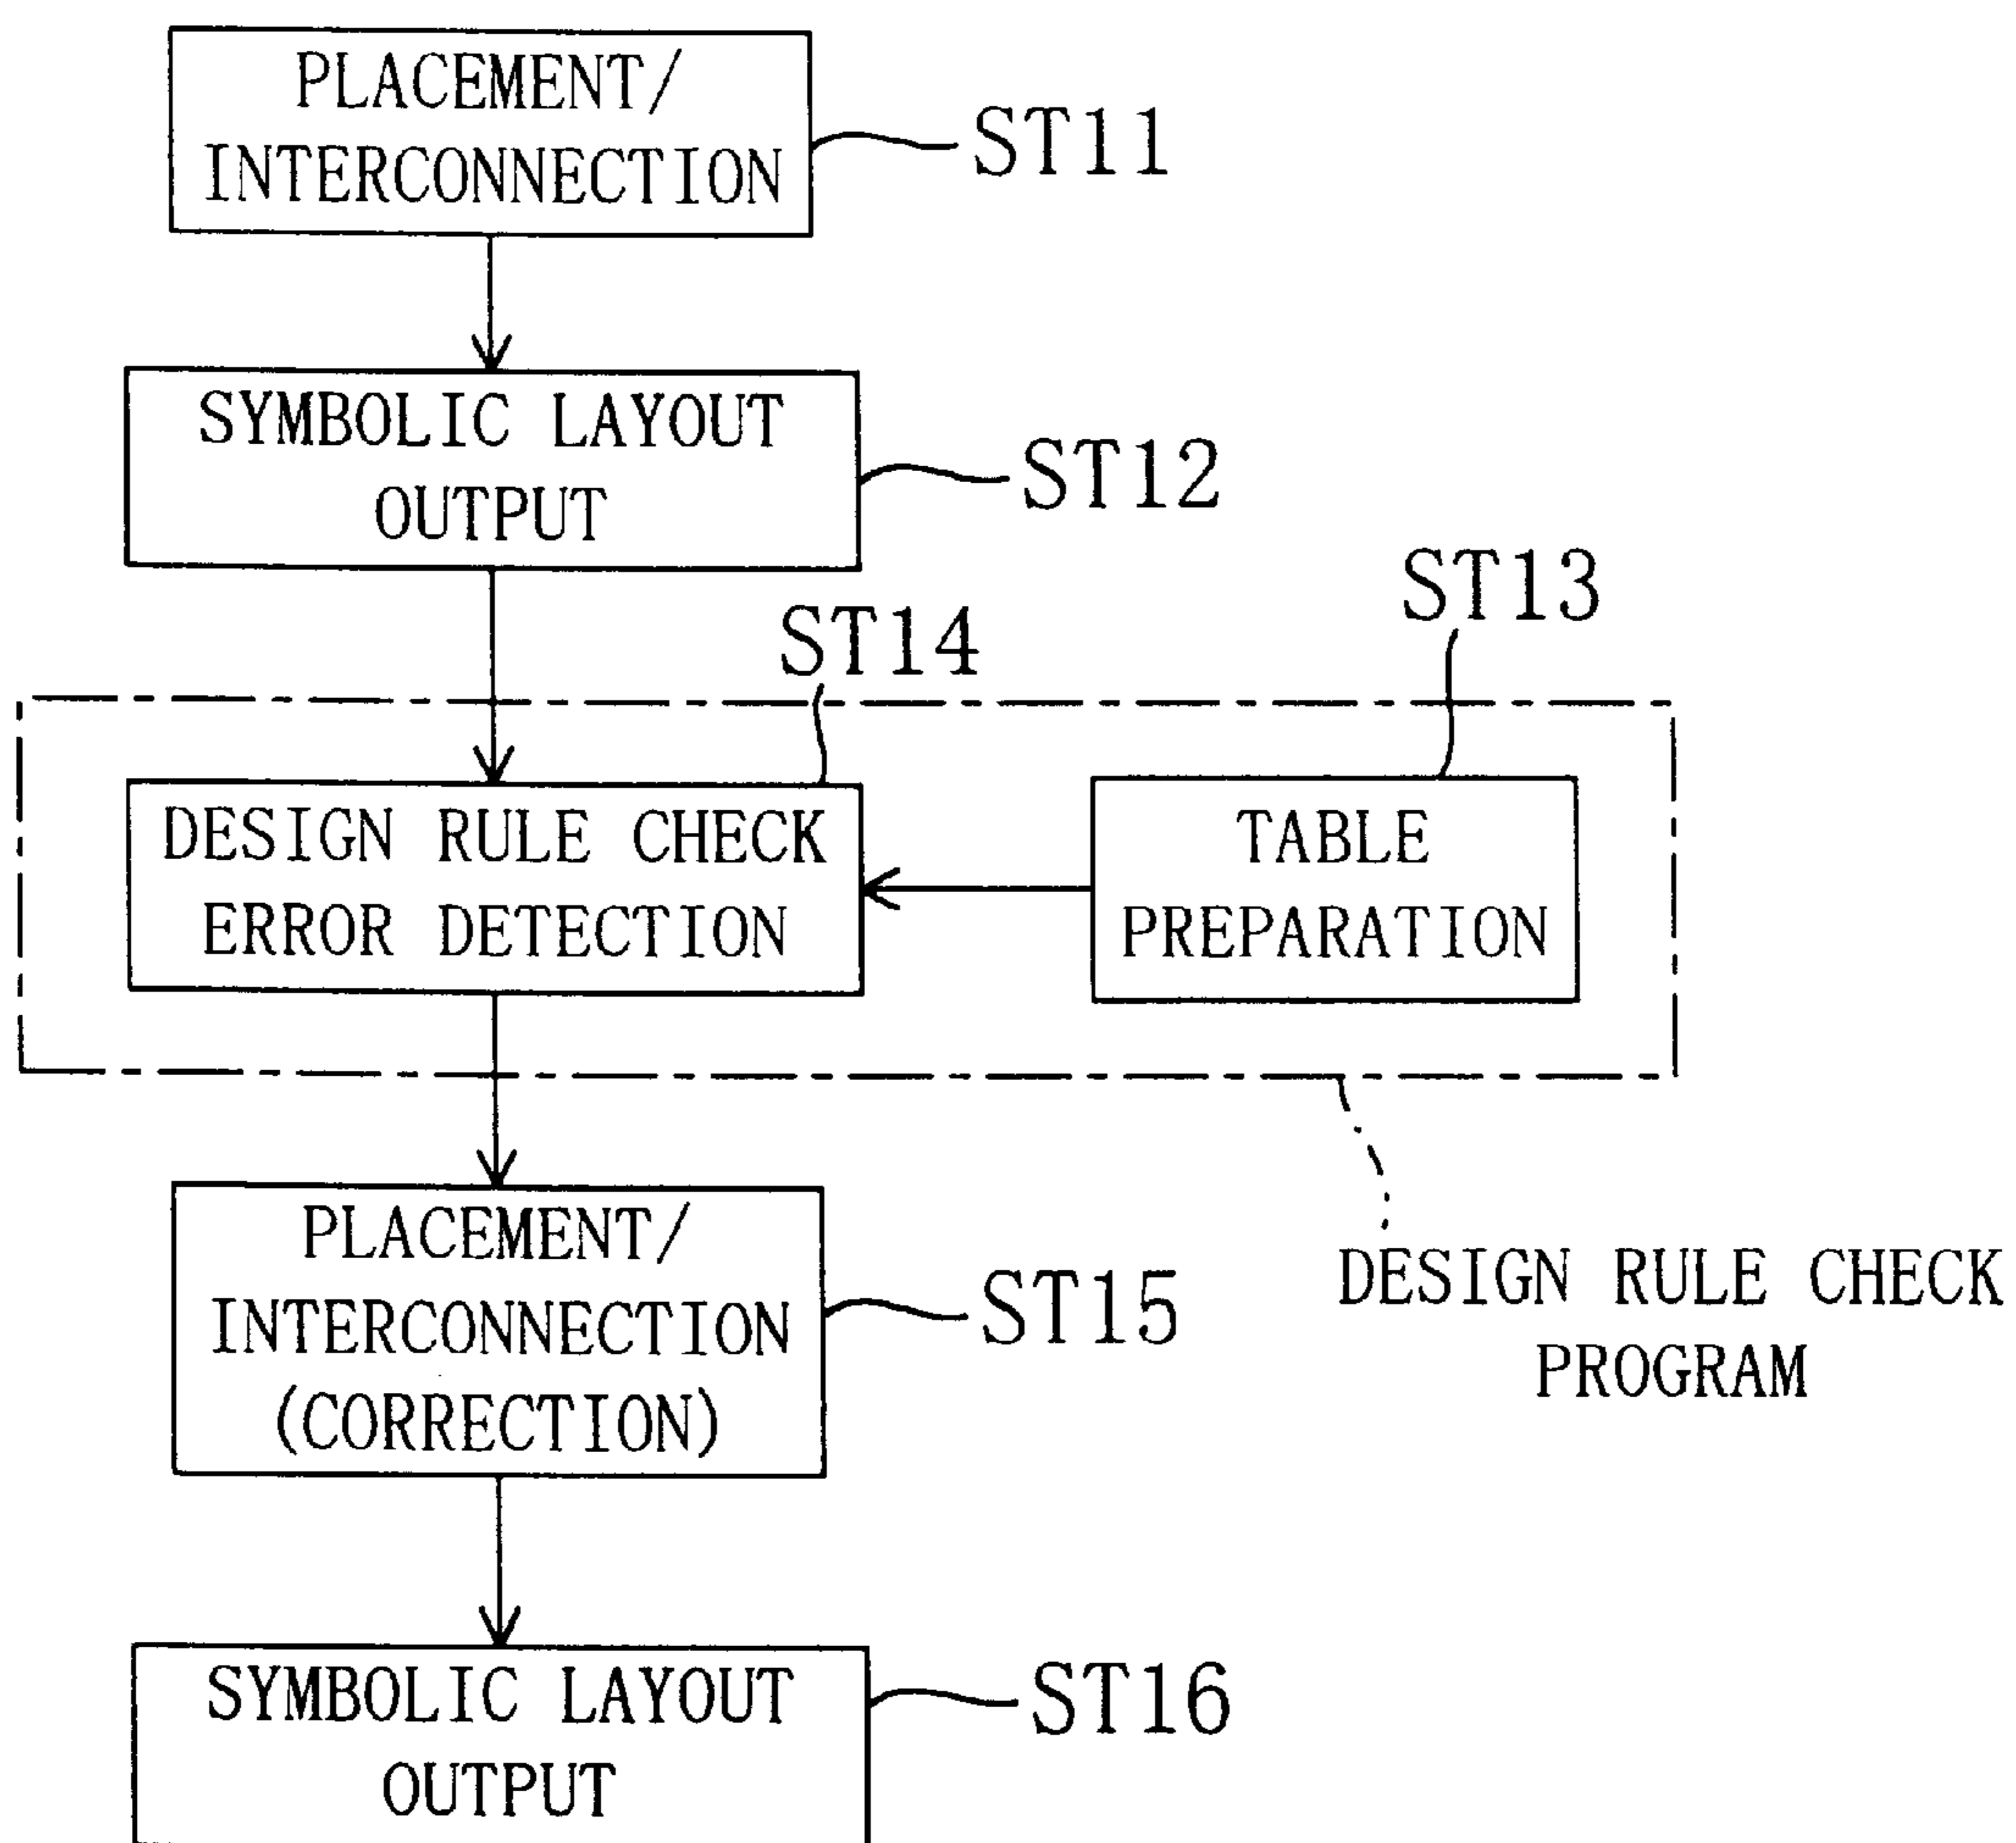 PLACEMENT/
INTERCONNECTION
ST11
SYMBOLIC LAYOUT
OUTPUT
ST12
ST13
ST14
DESIGN RULE CHECK
ERROR DETECTION
TABLE
PREPARATION
PLACEMENT/
INTERCONNECTION
(CORRECTION)
ST15
DESIGN RULE CHECK
PROGRAM
SYMBOLIC LAYOUT
OUTPUT
ST16